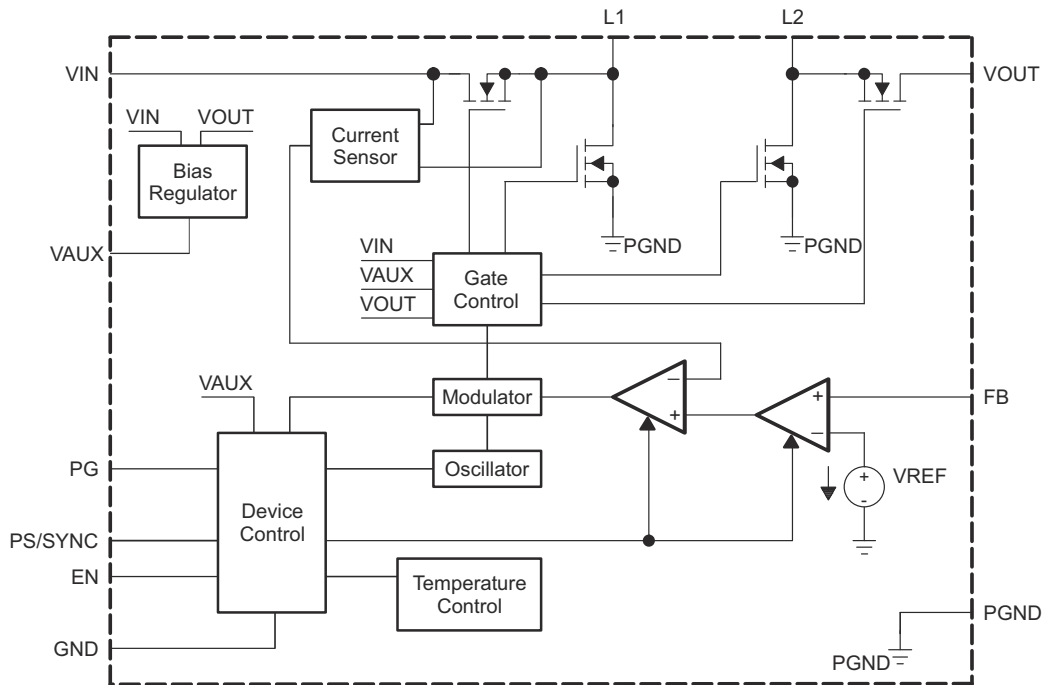 L1
L2
VIN
VOUT
VIN
VOUT
Current
Sensor
Bias
Regulator
VAUX
PGND
PGND
VIN
VAUX
VOUT
Gate
Control
VAUX
Modulator
−
+
+
−
FB
PG
Oscillator
+
-
VREF
Device
Control
PS/SYNC
EN
Temperature
Control
GND
PGND
PGND